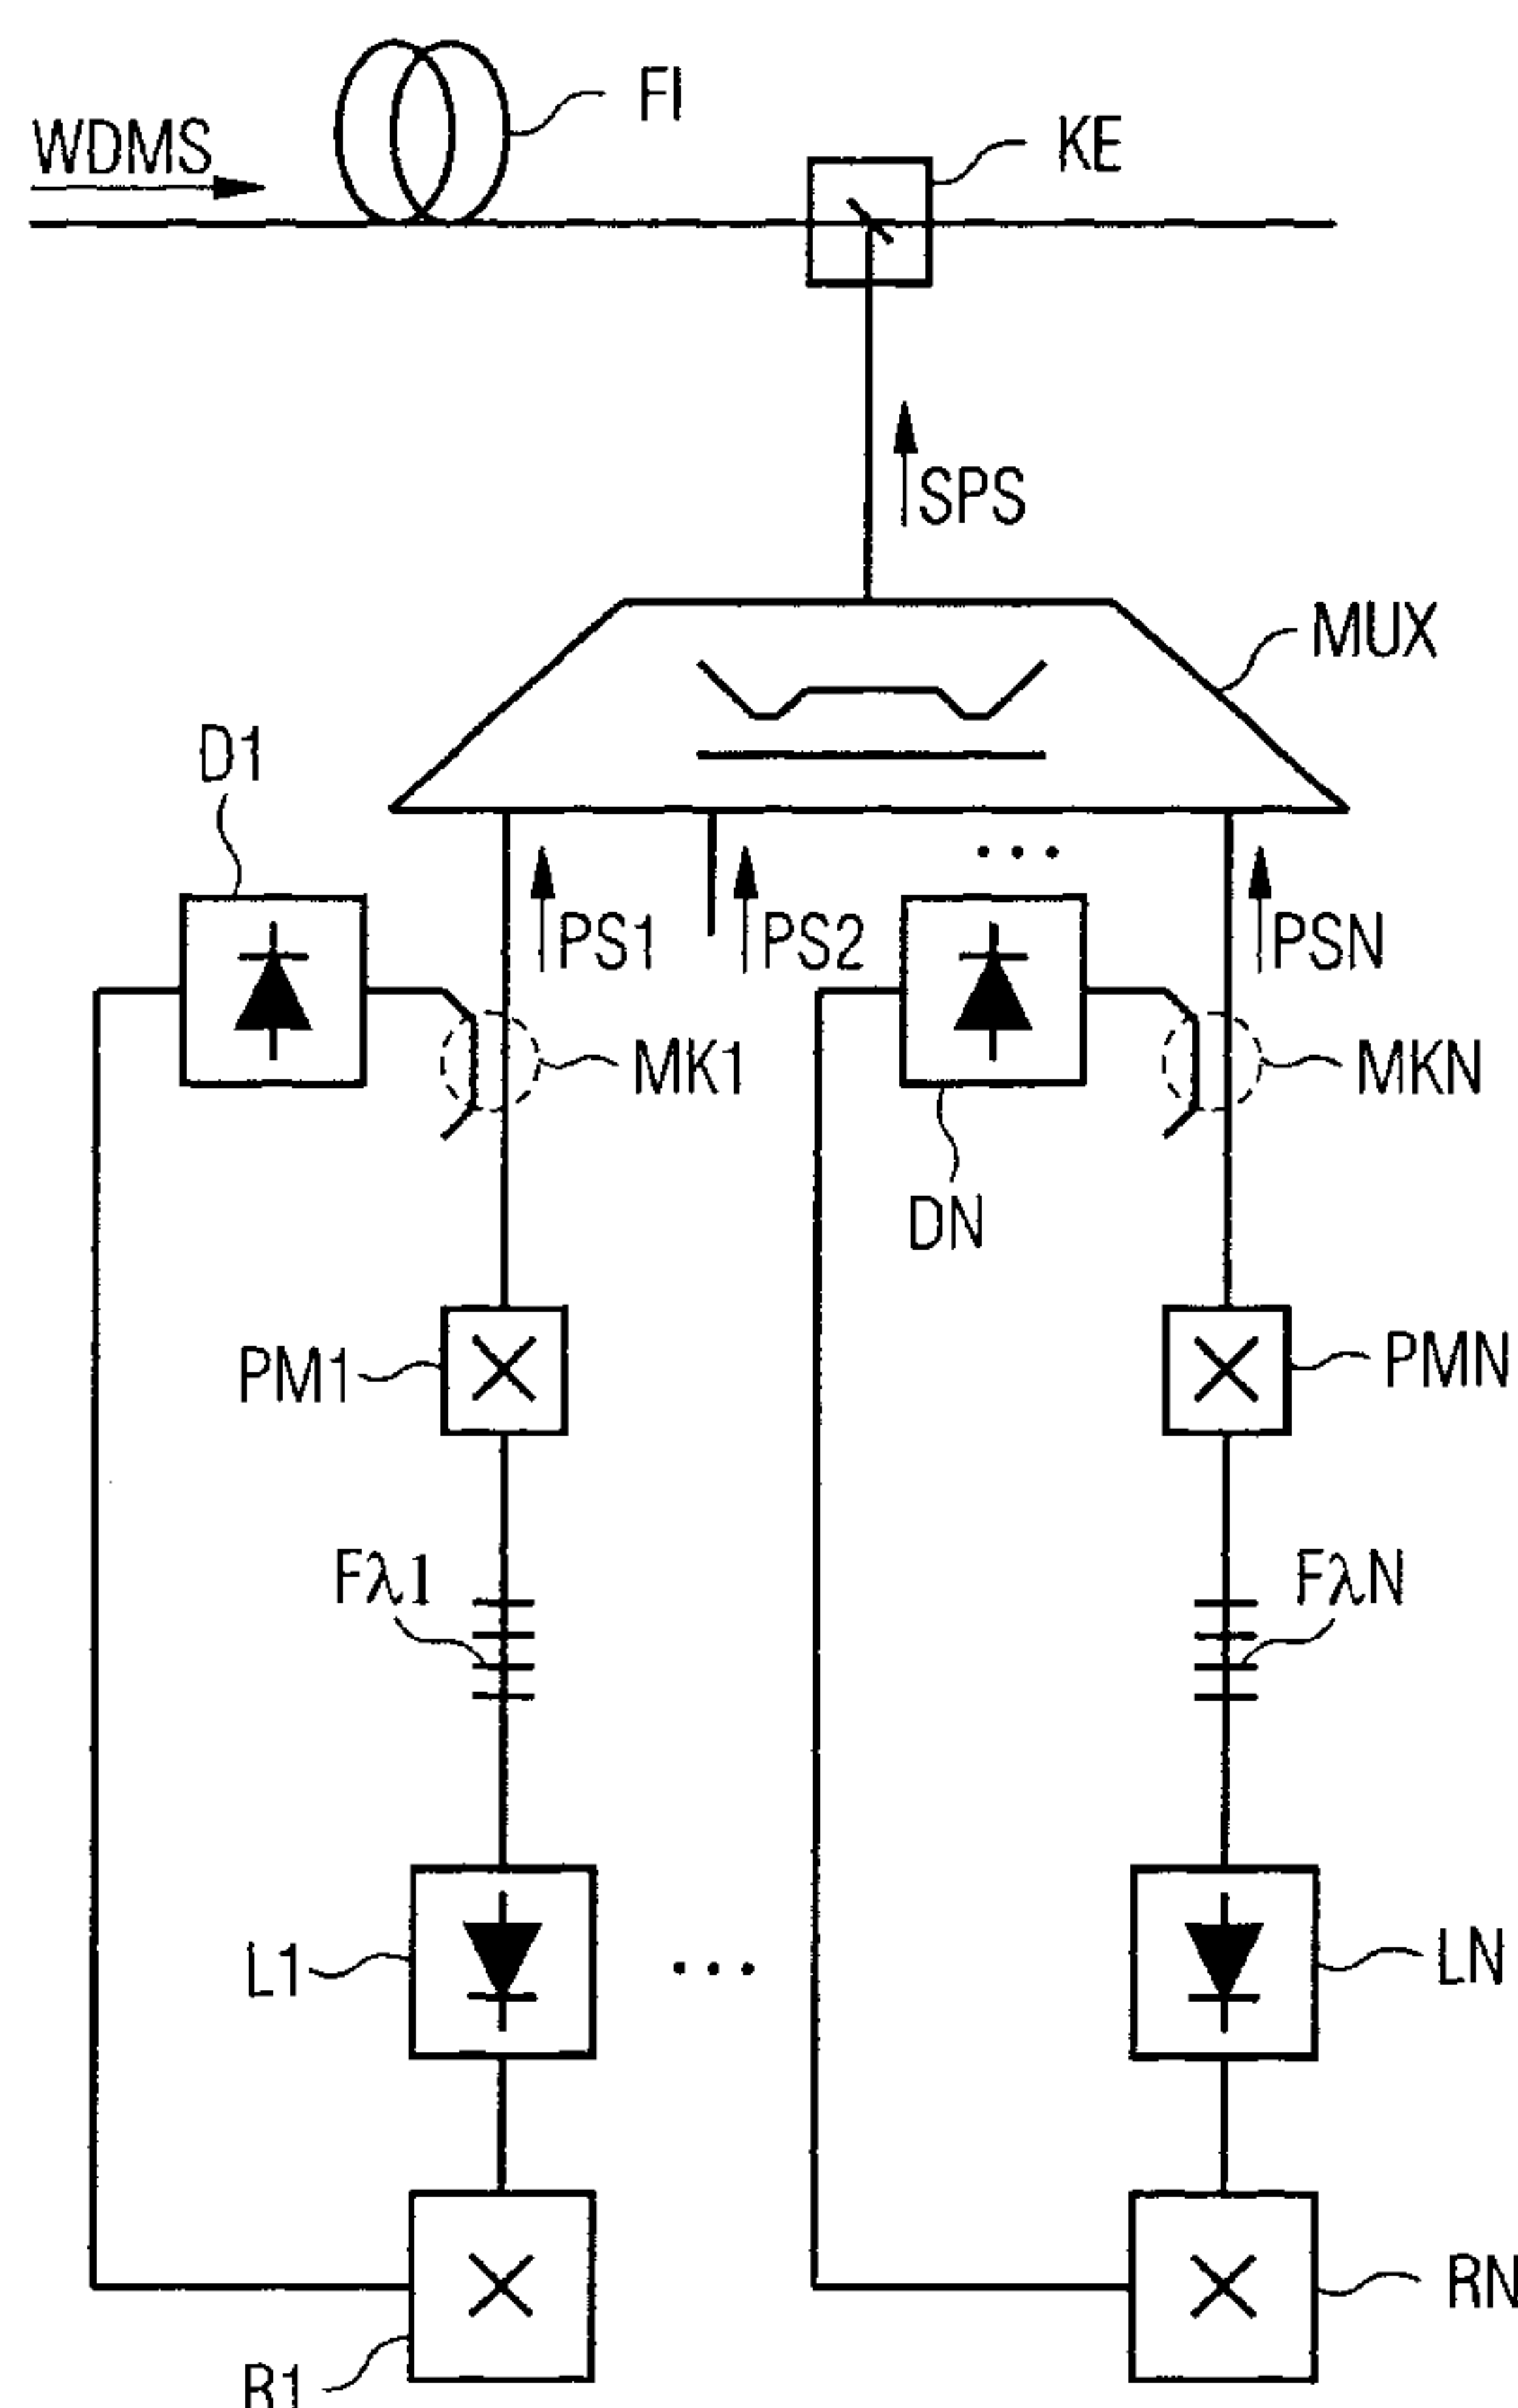 FI
KE
WDMS
SPS
MUX
D1
PS1
PS2
PSN
MK1
MKN
DN
PM1
PMN
Fλ1
FλN
L1
LN
RN
R1